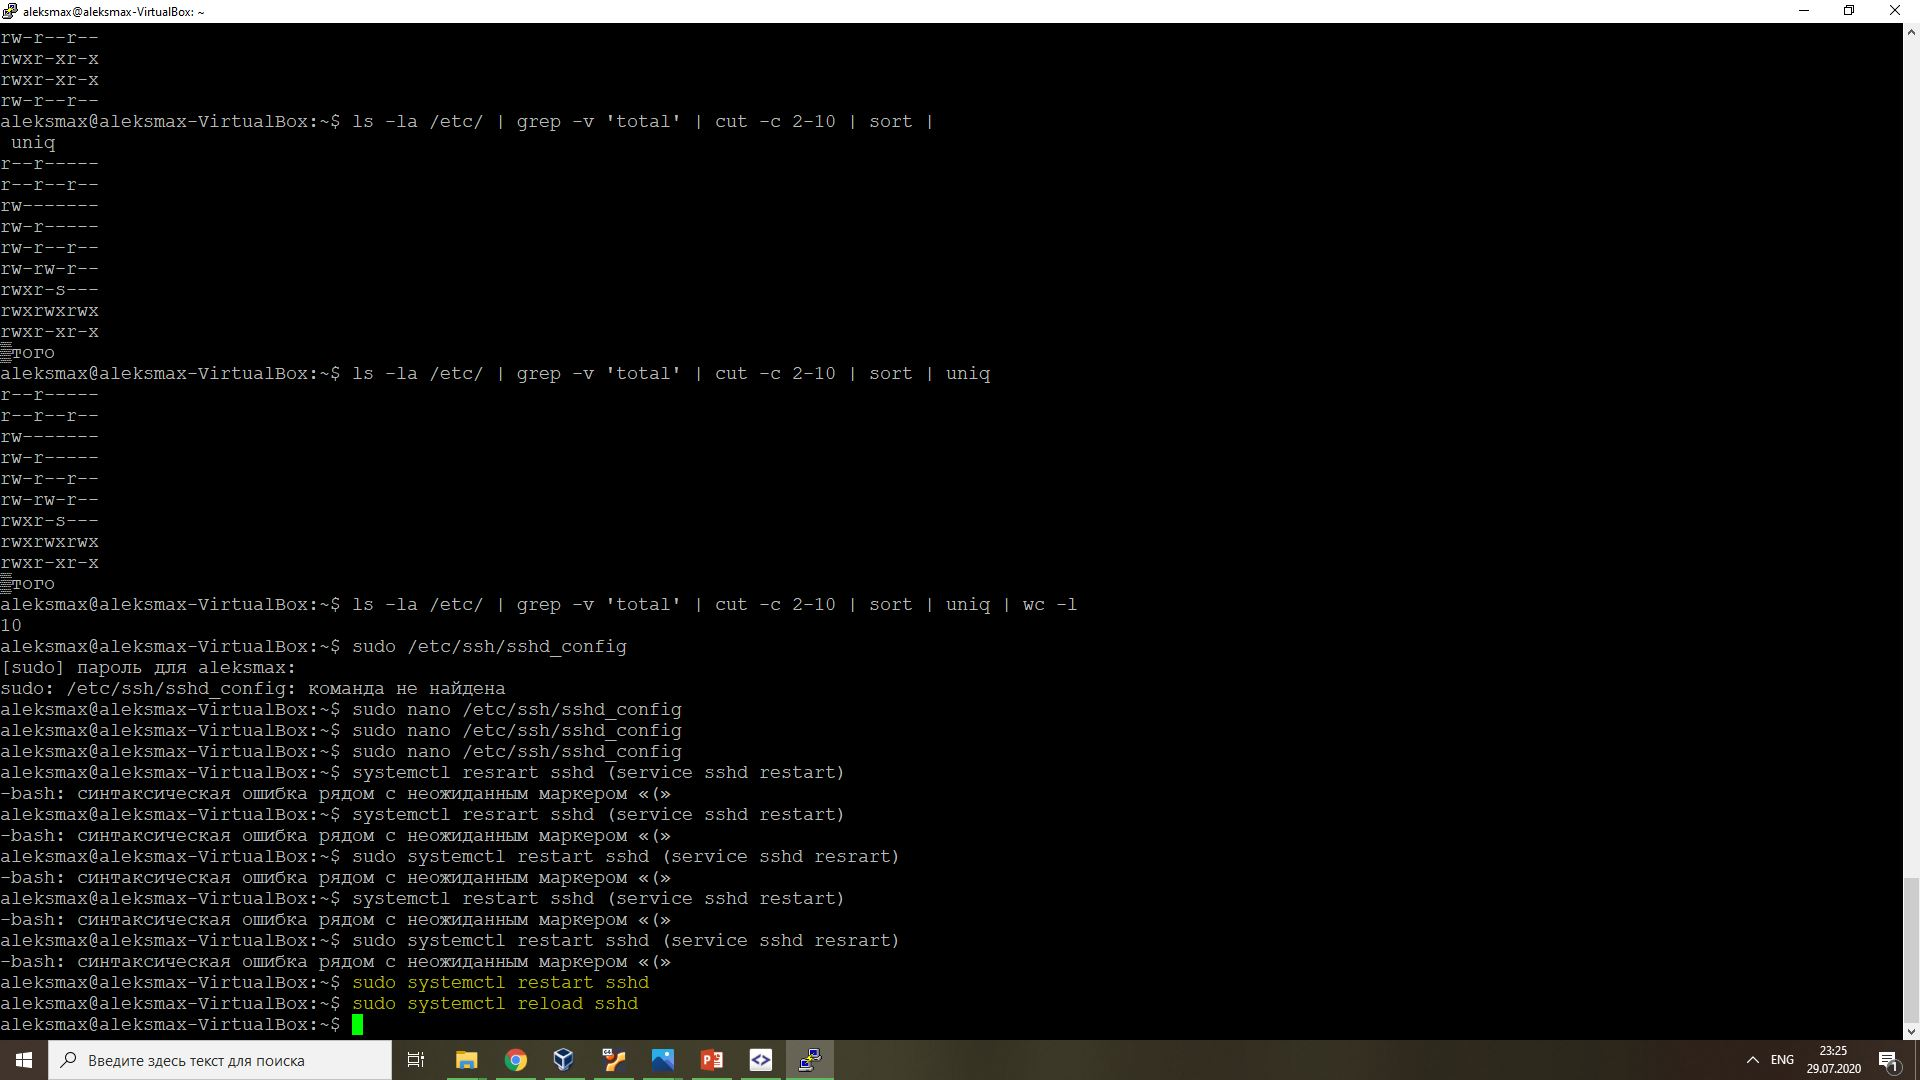 aleksmax@aleksmax-VirtualBox: ~
rw-r--r--
rwxr-xr-x
rwxr-xr-x
rw-r--r--
aleksmax@aleksmax-VirtualBox:~$ ls -la /etc/ | grep -v 'total' | cut -c 2-10 | sort |
 uniq
r--r-----
r--r--r--
rw-------
rw-r-----
rw-r--r--
rw-rw-r--
rwxr-s---
rwxrwxrwx
rwxr-xr-x
▒того
aleksmax@aleksmax-VirtualBox:~$ ls -la /etc/ | grep -v 'total' | cut -c 2-10 | sort | uniq
r--r-----
r--r--r--
rw-------
rw-r-----
rw-r--r--
rw-rw-r--
rwxr-s---
rwxrwxrwx
rwxr-xr-x
▒того
aleksmax@aleksmax-VirtualBox:~$ ls -la /etc/ | grep -v 'total' | cut -c 2-10 | sort | uniq | wc -l
10
aleksmax@aleksmax-VirtualBox:~$ sudo /etc/ssh/sshd_config
[sudo] пароль для aleksmax:
sudo: /etc/ssh/sshd_config: команда не найдена
aleksmax@aleksmax-VirtualBox:~$ sudo nano /etc/ssh/sshd_config
aleksmax@aleksmax-VirtualBox:~$ sudo nano /etc/ssh/sshd_config
aleksmax@aleksmax-VirtualBox:~$ sudo nano /etc/ssh/sshd_config
aleksmax@aleksmax-VirtualBox:~$ systemctl resrart sshd (service sshd restart)
-bash: синтаксическая ошибка рядом с неожиданным маркером «(»
aleksmax@aleksmax-VirtualBox:~$ systemctl resrart sshd (service sshd restart)
-bash: синтаксическая ошибка рядом с неожиданным маркером «(»
aleksmax@aleksmax-VirtualBox:~$ sudo systemctl restart sshd (service sshd resrart)
-bash: синтаксическая ошибка рядом с неожиданным маркером «(»
aleksmax@aleksmax-VirtualBox:~$ systemctl restart sshd (service sshd restart)
-bash: синтаксическая ошибка рядом с неожиданным маркером «(»
aleksmax@aleksmax-VirtualBox:~$ sudo systemctl restart sshd (service sshd resrart)
-bash: синтаксическая ошибка рядом с неожиданным маркером «(»
aleksmax@aleksmax-VirtualBox:~$ sudo systemctl restart sshd
aleksmax@aleksmax-VirtualBox:~$ sudo systemctl reload sshd
aleksmax@aleksmax-VirtualBox:~$
Введите здесь текст для поиска
ENG
23:25
29.07.2020
1